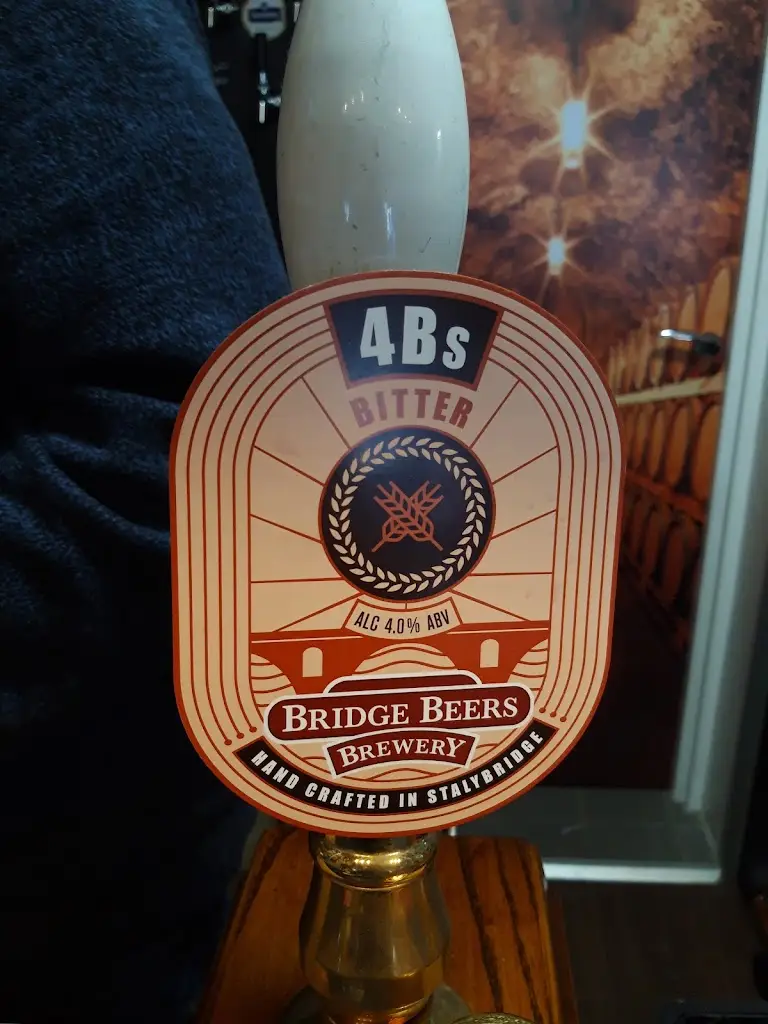 4Bs
BITTER
ALC 4.0% ABV
BRIDGE BEERS
BREWERY
HAND CRAFTED IN STALYBRIDGE